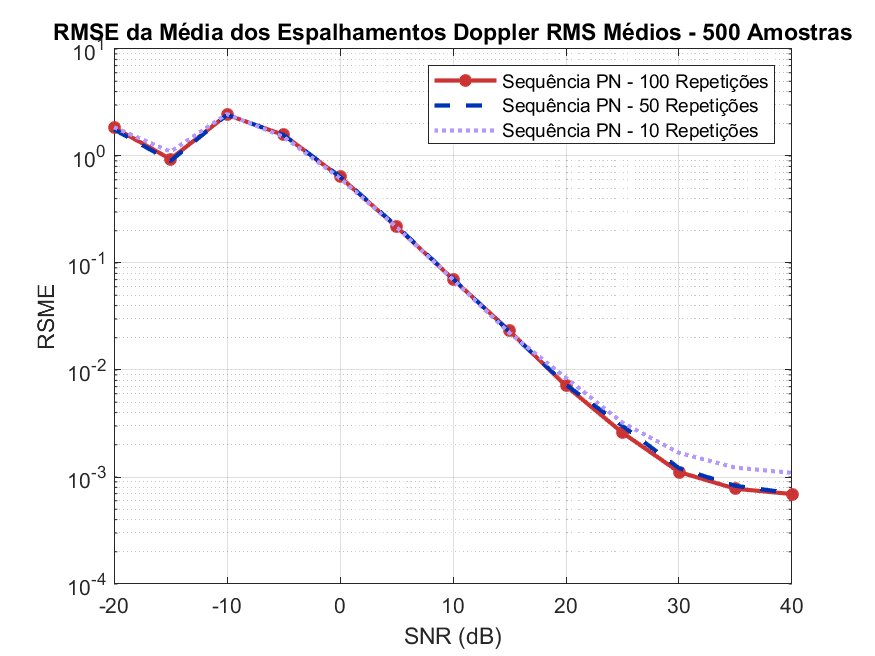 RMSE da Média dos Espalhamentos Doppler RMS Médios - 500 Amostras
Sequência PN - 100 Repetições
Sequência PN - 50 Repetições
Sequência PN - 10 Repetições
10^1
10^0
10^-1
10^-2
10^-3
10^-4
RSME
-20 -10 0 10 20 30 40
SNR (dB)